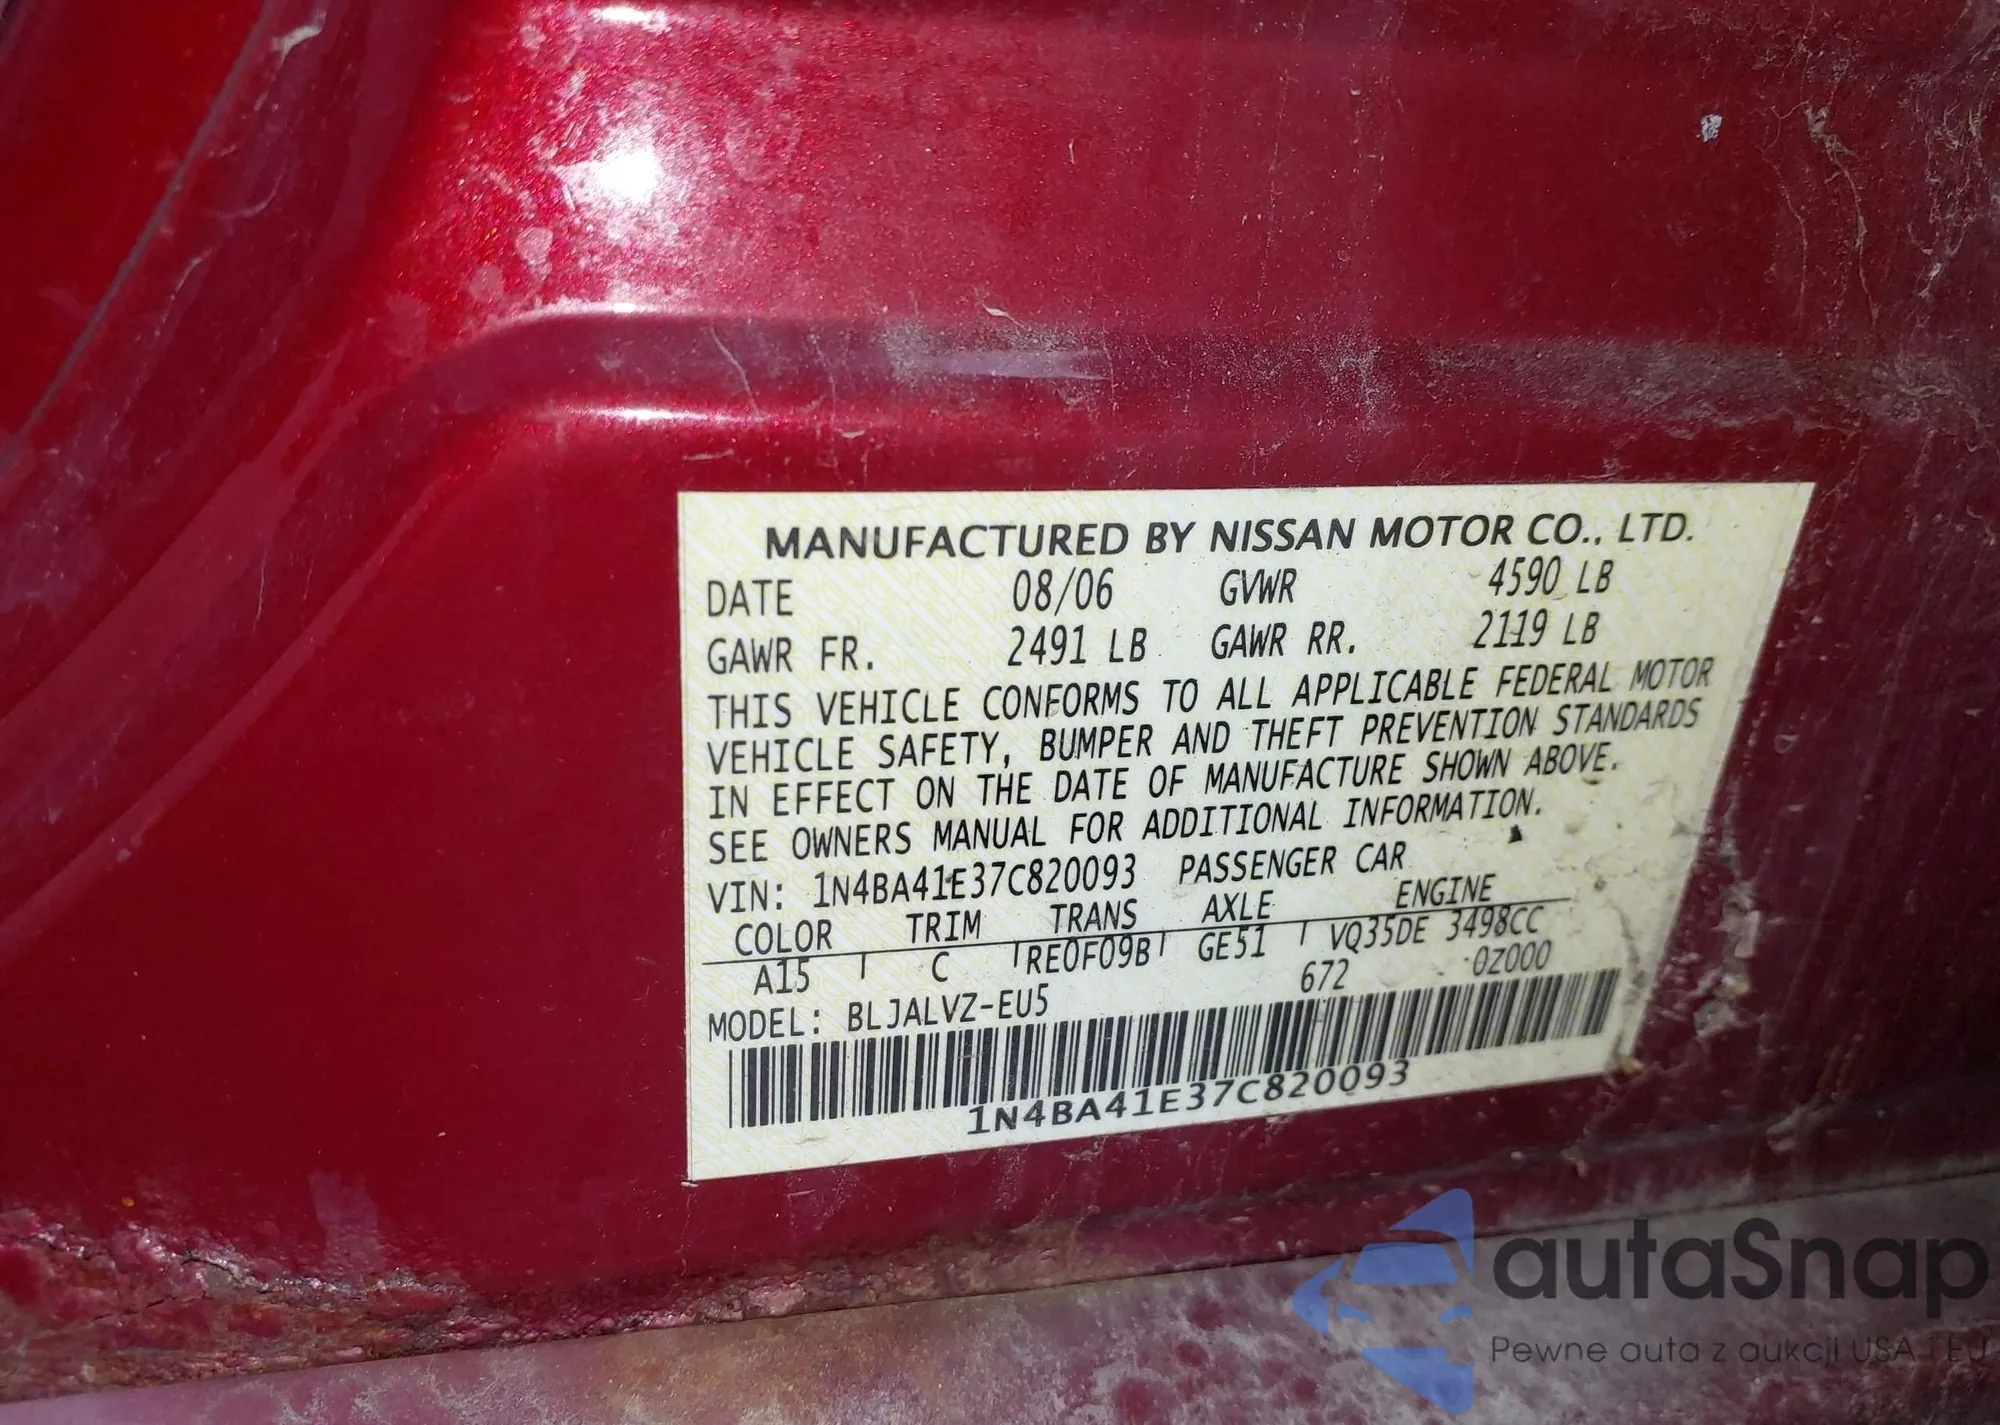 MANUFACTURED BY NISSAN MOTOR CO., LTD.
DATE 08/06 GVWR 4590 LB
GAWR FR. 2491 LB GAWR RR. 2119 LB
THIS VEHICLE CONFORMS TO ALL APPLICABLE FEDERAL MOTOR
VEHICLE SAFETY, BUMPER AND THEFT PREVENTION STANDARDS
IN EFFECT ON THE DATE OF MANUFACTURE SHOWN ABOVE.
SEE OWNERS MANUAL FOR ADDITIONAL INFORMATION.
VIN: 1N4BA41E37C820093 PASSENGER CAR
COLOR TRIM TRANS AXLE ENGINE
A15 C RE0F09B GE51 VQ35DE 3498CC
MODEL: BLJALVZ-EU5 672 0Z000
1N4BA41E37C820093
autaSnap
Pewne auta z aukcji USA i EU